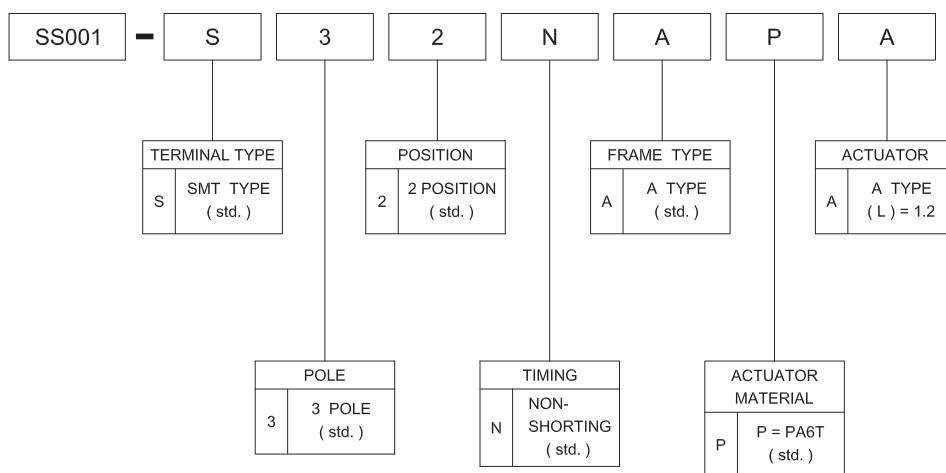 SS001 - S 3 2 N A P A
TERMINAL TYPE
S
SMT TYPE
( std. )
POSITION
2
2 POSITION
( std. )
FRAME TYPE
A
A TYPE
( std. )
ACTUATOR
A
A TYPE
( L ) = 1.2
POLE
3
3 POLE
( std. )
TIMING
N
NON-
SHORTING
( std. )
ACTUATOR
MATERIAL
P
P = PA6T
( std. )